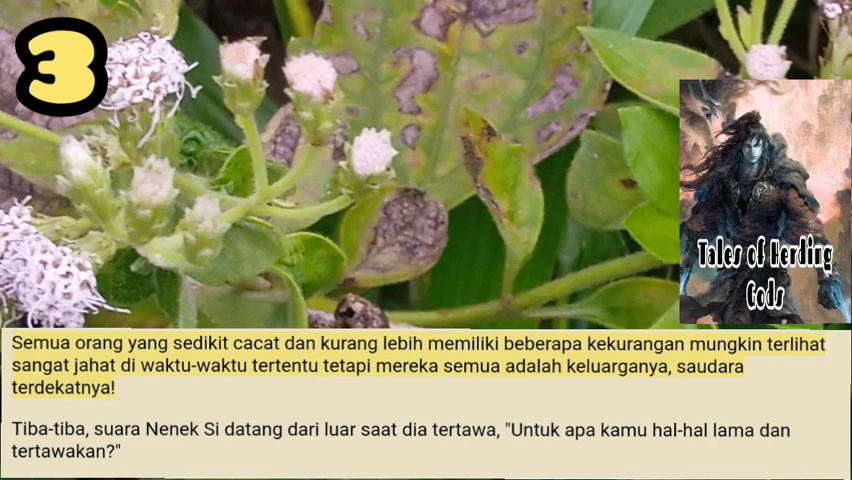 3
Tales of Herding
Gods
Semua orang yang sedikit cacat dan kurang lebih memiliki beberapa kekurangan mungkin terlihat
sangat jahat di waktu-waktu tertentu tetapi mereka semua adalah keluarganya, saudara
terdekatnya!
Tiba-tiba, suara Nenek Si datang dari luar saat dia tertawa, "Untuk apa kamu hal-hal lama dan
tertawakan?"